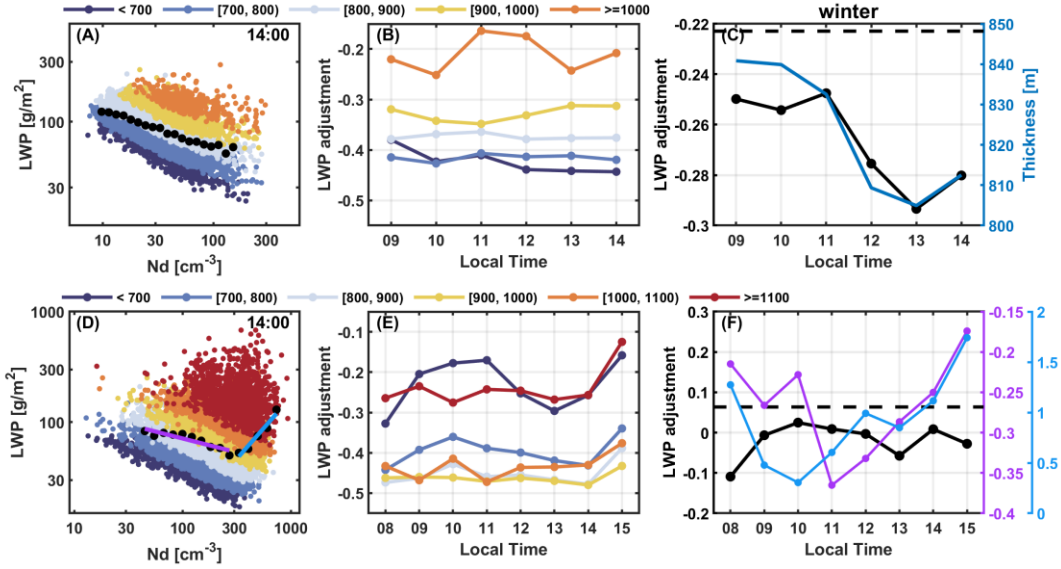 < 700 [700, 800) [800, 900) [900, 1000) >=1000
winter
(A) 14:00
LWP [g/m²]
300
100
30
10 30 100 300
Nd [cm⁻³]
(B)
LWP adjustment
-0.2
-0.3
-0.4
-0.5
09 10 11 12 13 14
Local Time
(C)
LWP adjustment
-0.22
-0.24
-0.26
-0.28
-0.3
09 10 11 12 13 14
Local Time
850
840
830
820
810
800
Thickness [m]
< 700 [700, 800) [800, 900) [900, 1000) [1000, 1100) >=1100
(D) 14:00
LWP [g/m²]
1000
300
100
30
10 30 100 300 1000
Nd [cm⁻³]
(E)
LWP adjustment
-0.1
-0.2
-0.3
-0.4
-0.5
08 09 10 11 12 13 14 15
Local Time
(F)
LWP adjustment
0.3
0.2
0.1
0
-0.1
-0.2
08 09 10 11 12 13 14 15
Local Time
-0.15
-0.2
-0.25
-0.3
-0.35
-0.4
2
1.5
1
0.5
0